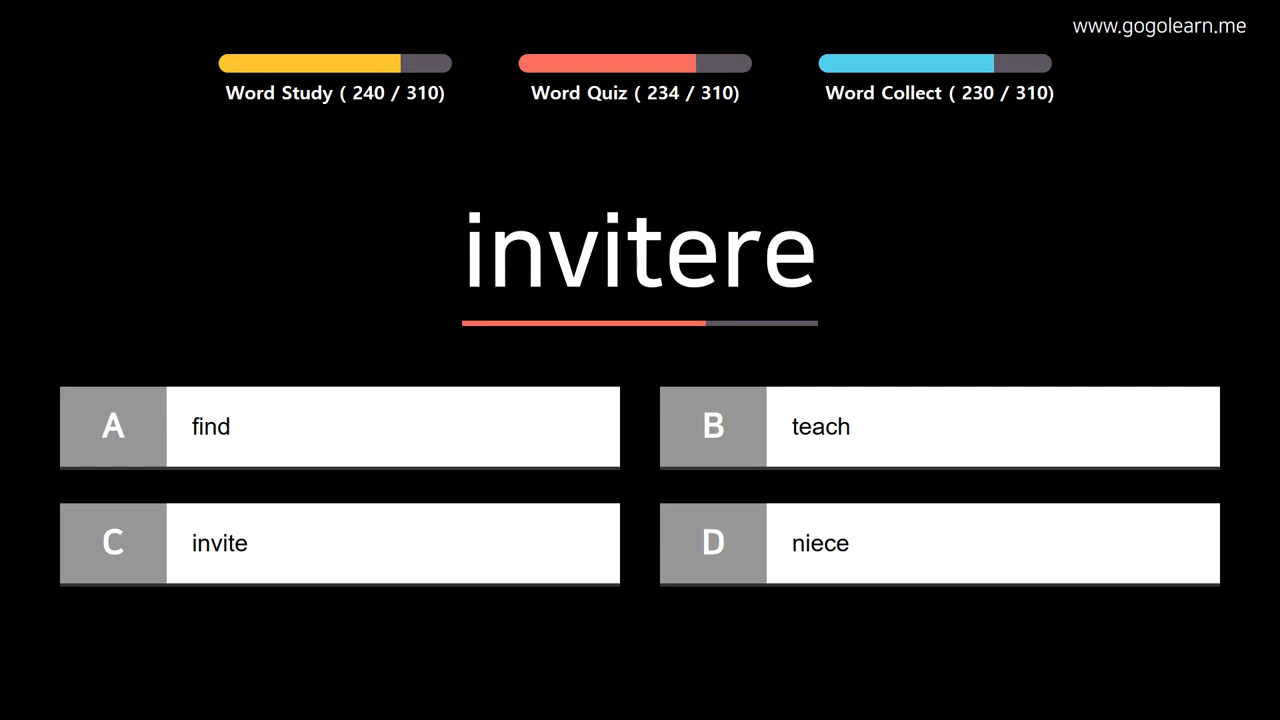 www.gogolearn.me
Word Study ( 240 / 310)
Word Quiz ( 234 / 310)
Word Collect ( 230 / 310)
invitere
A find
B teach
C invite
D niece